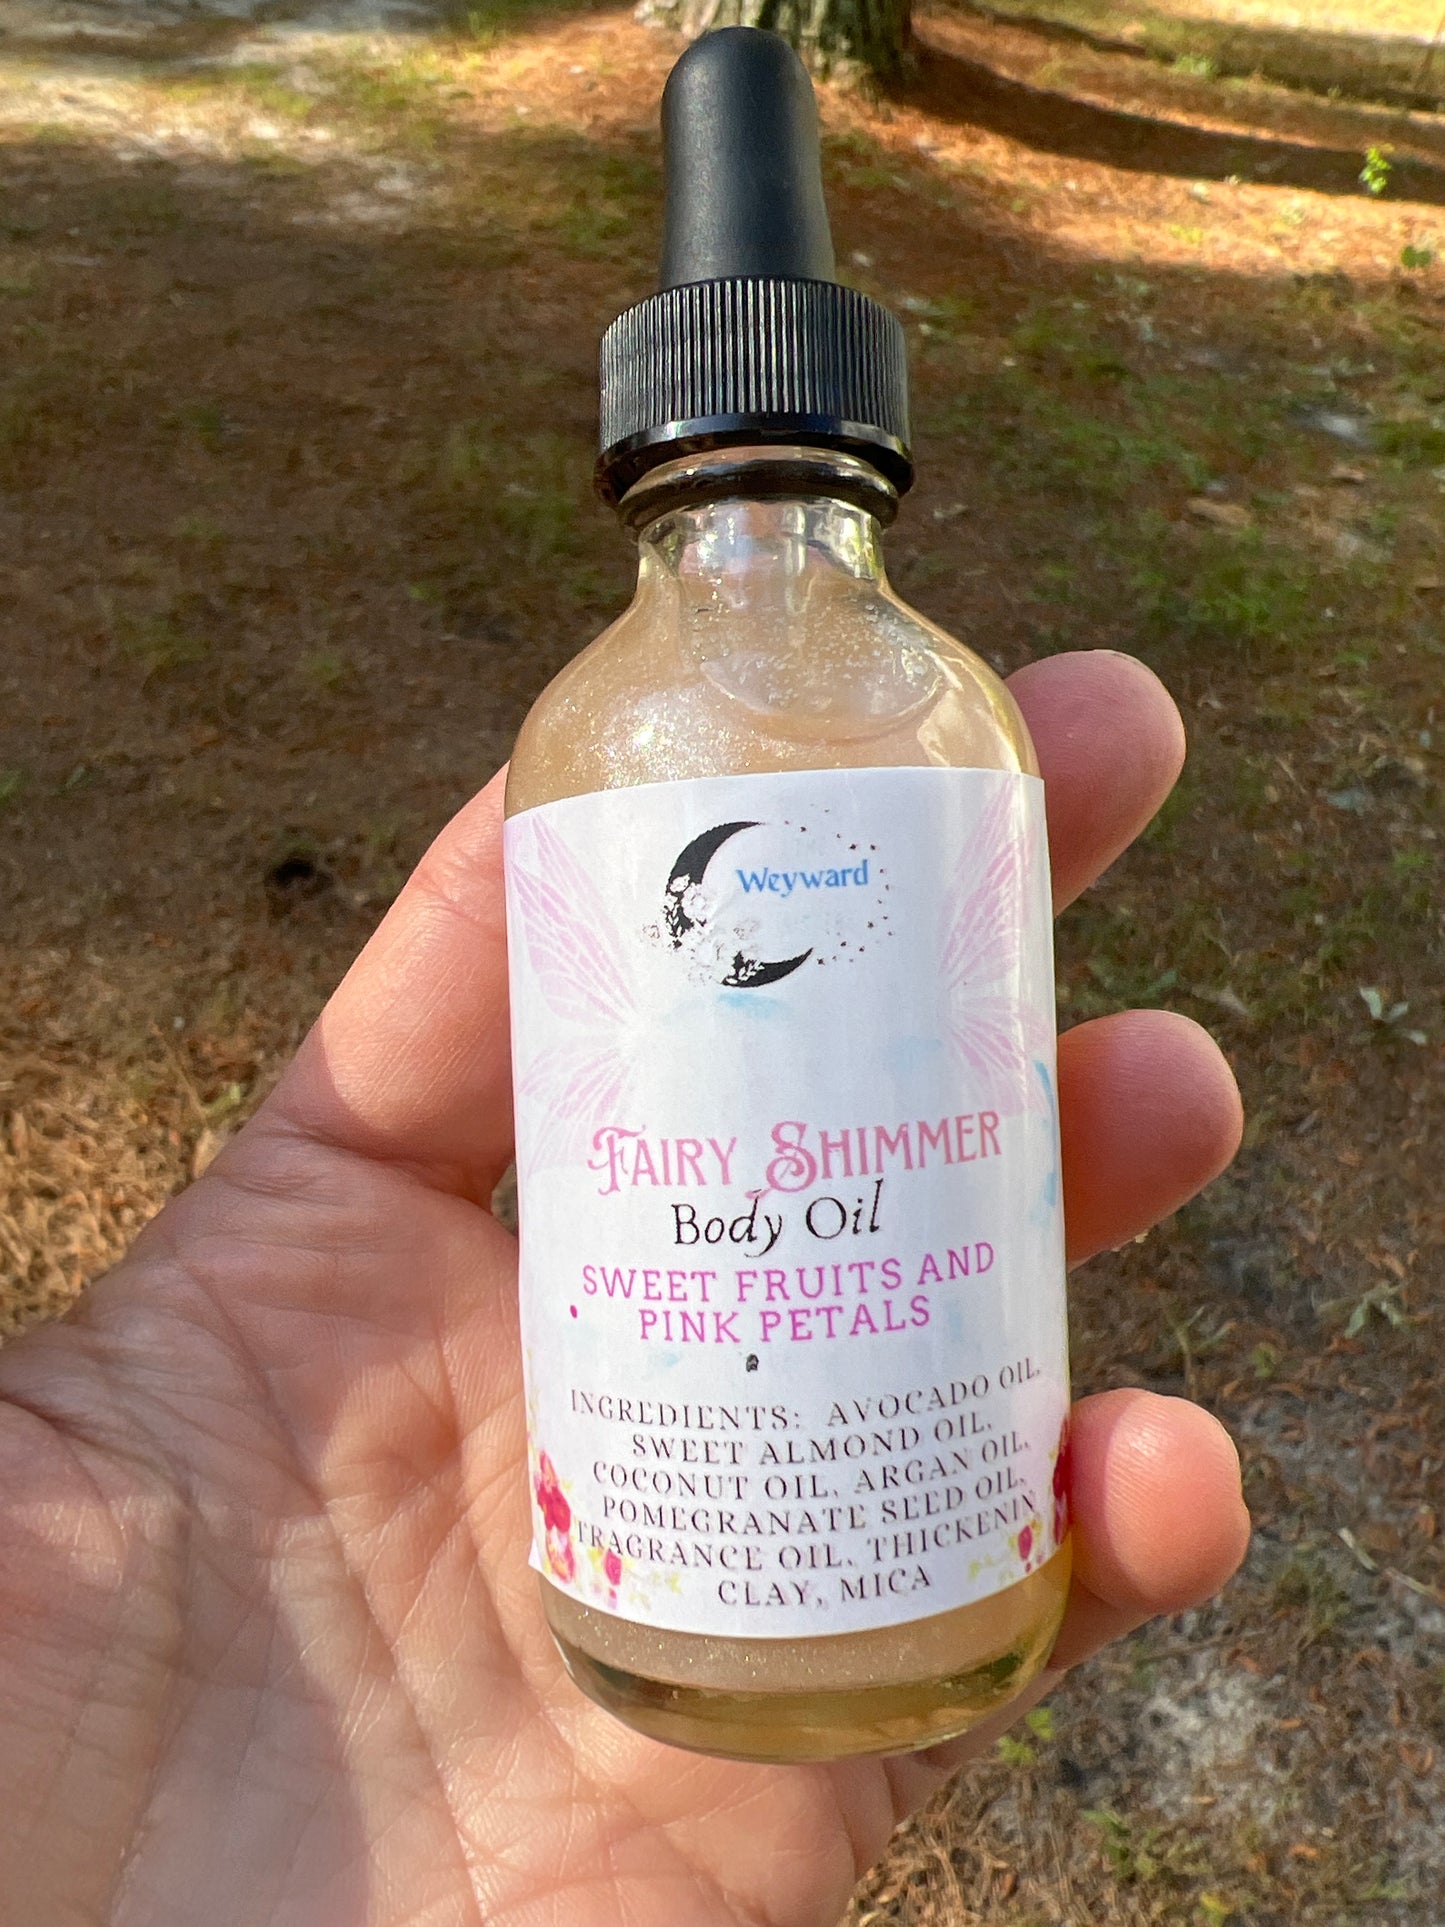 Weyward
FAIRY SHIMMER
Body Oil
SWEET FRUITS AND
PINK PETALS
INGREDIENTS: AVOCADO OIL,
SWEET ALMOND OIL,
COCONUT OIL, ARGAN OIL,
POMEGRANATE SEED OIL,
FRAGRANCE OIL, THICKENIN
CLAY, MICA